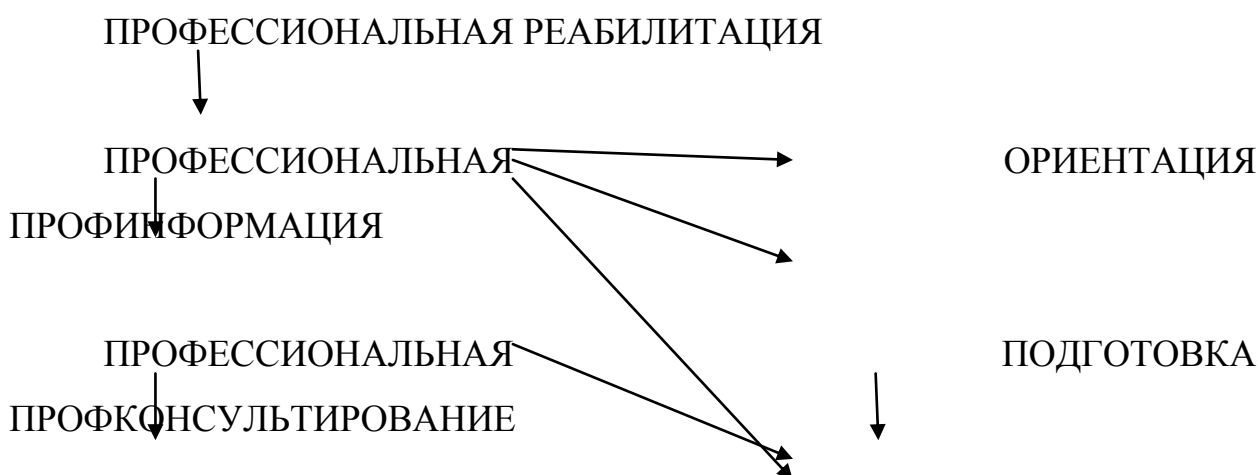 ПРОФЕССИОНАЛЬНАЯ РЕАБИЛИТАЦИЯ
ПРОФЕССИОНАЛЬНАЯ ОРИЕНТАЦИЯ
ПРОФИНФОРМАЦИЯ
ПРОФЕССИОНАЛЬНАЯ ПОДГОТОВКА
ПРОФКОНСУЛЬТИРОВАНИЕ